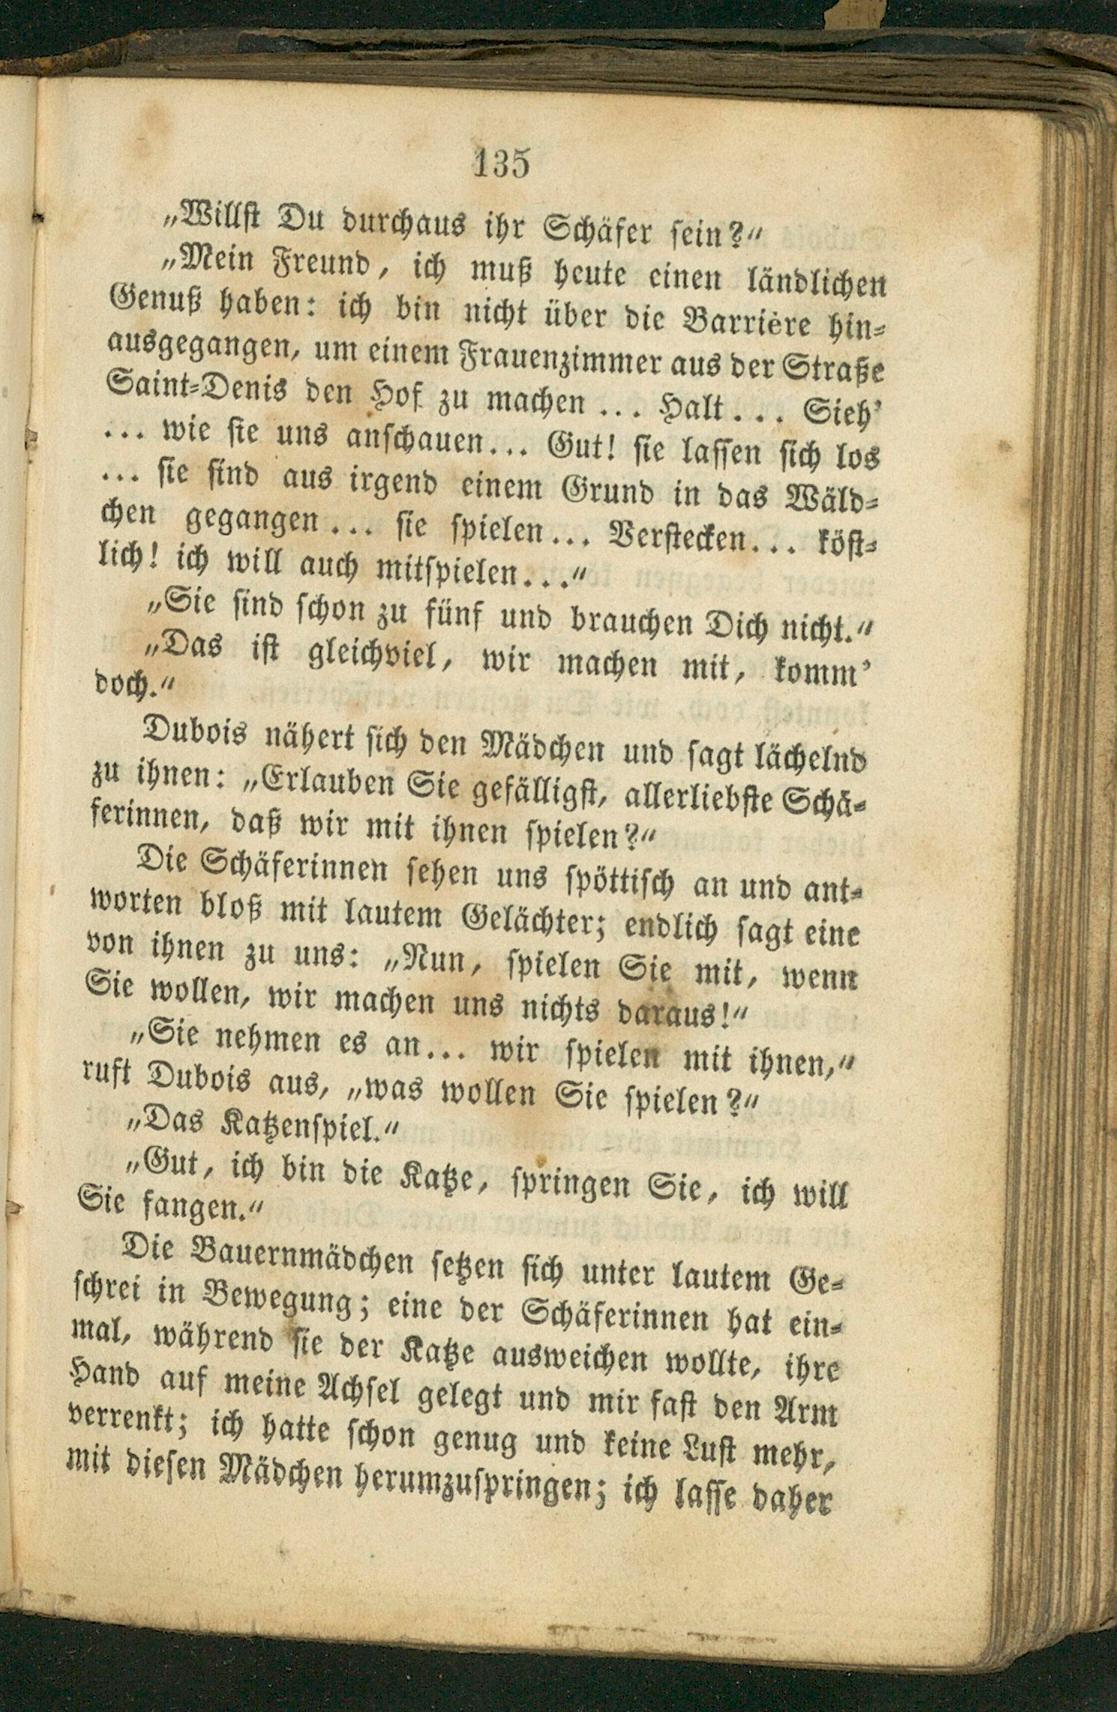 135
„Willst Du durchaus ihr Schäfer sein?“
„Mein Freund, ich muß heute einen ländlichen
Genuß haben: ich bin nicht über die Barrière hin-
ausgegangen, um einem Frauenzimmer aus der Straße
Saint-Denis den Hof zu machen ... Halt ... Sieh'
... wie sie uns anschauen... Gut! sie lassen sich los
... sie sind aus irgend einem Grund in das Wäld-
chen gegangen ... sie spielen ... Verstecken ... köst-
lich! ich will auch mitspielen...“
„Sie sind schon zu fünf und brauchen Dich nicht.“
„Das ist gleichviel, wir machen mit, komm'
doch.“
Dubois nähert sich den Mädchen und sagt lächelnd
zu ihnen: „Erlauben Sie gefälligst, allerliebste Schä-
ferinnen, daß wir mit ihnen spielen?“
Die Schäferinnen sehen uns spöttisch an und ant-
worten bloß mit lautem Gelächter; endlich sagt eine
von ihnen zu uns: „Nun, spielen Sie mit, wenn
Sie wollen, wir machen uns nichts daraus!“
„Sie nehmen es an... wir spielen mit ihnen,“
ruft Dubois aus, „was wollen Sie spielen?“
„Das Katzenspiel.“
„Gut, ich bin die Katze, springen Sie, ich will
Sie fangen.“
Die Bauernmädchen setzen sich unter lautem Ge-
schrei in Bewegung; eine der Schäferinnen hat ein-
mal, während sie der Katze ausweichen wollte, ihre
Hand auf meine Achsel gelegt und mir fast den Arm
verrenkt; ich hatte schon genug und keine Lust mehr,
mit diesen Mädchen herumzuspringen; ich lasse daher